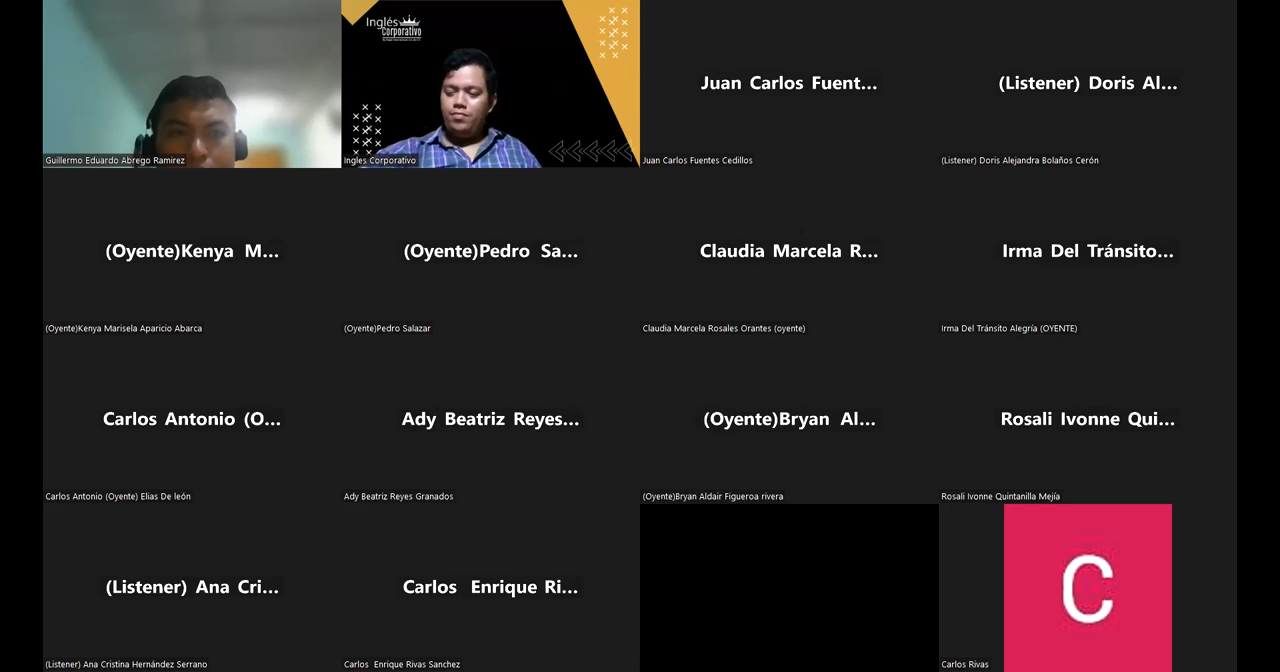 Inglés
Corporativo
Guillermo Eduardo Abrego Ramirez
Ingles Corporativo
Juan Carlos Fuent...
Juan Carlos Fuentes Cedillos
(Listener) Doris Al...
(Listener) Doris Alejandra Bolaños Cerón
(Oyente)Kenya M...
(Oyente)Kenya Marisela Aparicio Abarca
(Oyente)Pedro Sa...
(Oyente)Pedro Salazar
Claudia Marcela R...
Claudia Marcela Rosales Orantes (oyente)
Irma Del Tránsito...
Irma Del Tránsito Alegría (OYENTE)
Carlos Antonio (O...
Carlos Antonio (Oyente) Elias De león
Ady Beatriz Reyes...
Ady Beatriz Reyes Granados
(Oyente)Bryan Al...
(Oyente)Bryan Aldair Figueroa rivera
Rosali Ivonne Qui...
Rosali Ivonne Quintanilla Mejía
(Listener) Ana Cri...
(Listener) Ana Cristina Hernández Serrano
Carlos Enrique Ri...
Carlos Enrique Rivas Sanchez
C
Carlos Rivas